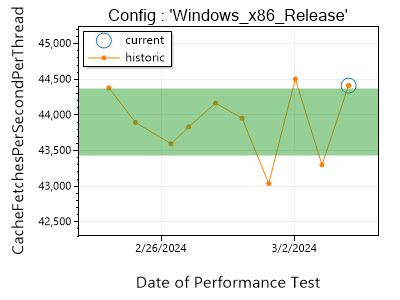 Config : 'Windows_x86_Release'
CacheFetchesPerSecondPerThread
45,000
44,500
44,000
43,500
43,000
42,500
current
historic
2/26/2024
3/2/2024
Date of Performance Test